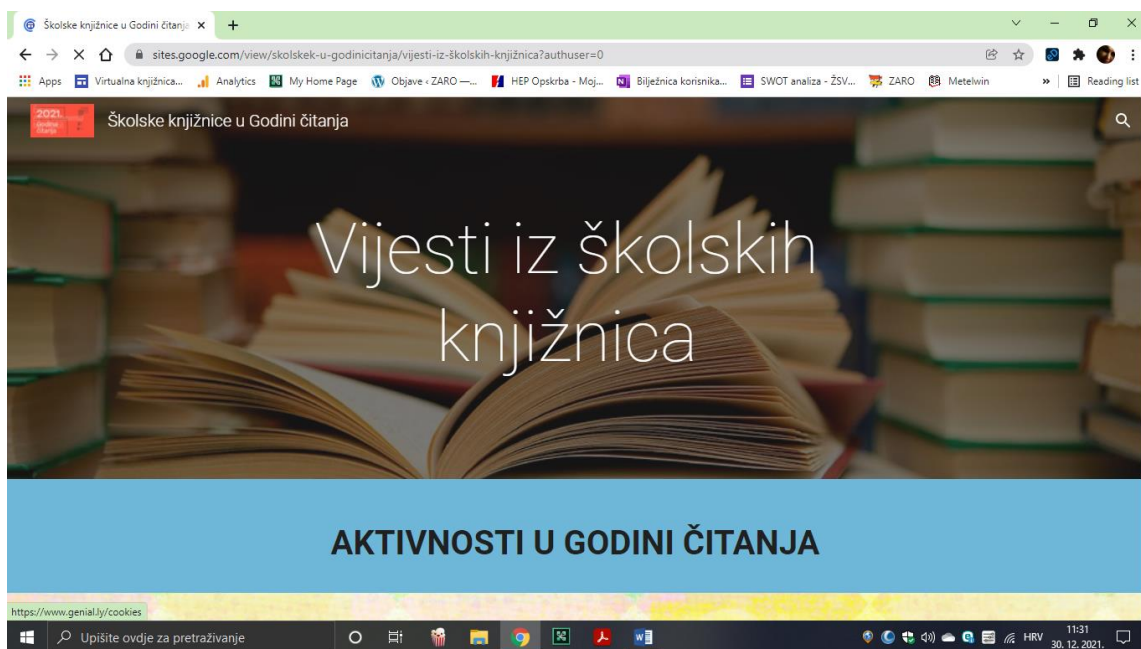 Školske knjižnice u Godini čitanja
sites.google.com/view/skolskek-u-godinicitanja/vijesti-iz-školskih-knjižnica?authuser=0
Apps Virtualna knjižnica... Analytics My Home Page Objave ‹ ZARO —... HEP Opskrba - Moj... Bilježnica korisnika... SWOT analiza - ŽSV... ZARO Metelwin » Reading list
2021. Školske knjižnice u Godini čitanja
Vijesti iz školskih
knjižnica
AKTIVNOSTI U GODINI ČITANJA
https://www.genial.ly/cookies
Upišite ovdje za pretraživanje HRV 11:31
30. 12. 2021.